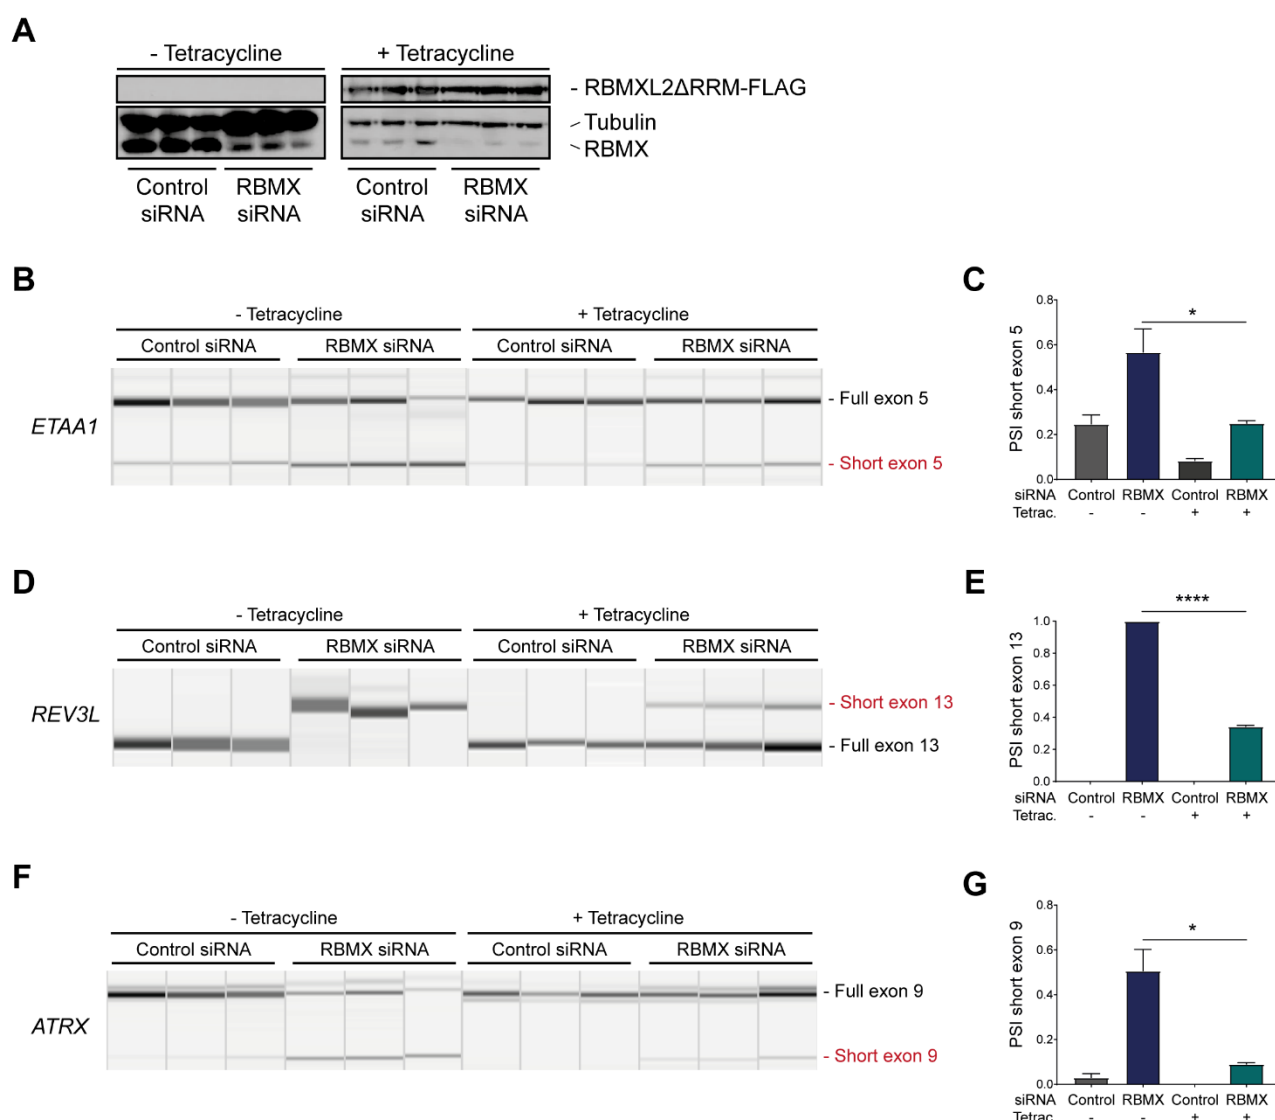 A
- Tetracycline
+ Tetracycline
- RBMXL2ΔRRM-FLAG
Tubulin
RBMX
Control siRNA
RBMX siRNA
Control siRNA
RBMX siRNA
B
- Tetracycline
+ Tetracycline
Control siRNA
RBMX siRNA
Control siRNA
RBMX siRNA
ETAA1
- Full exon 5
- Short exon 5
C
PSI short exon 5
0.8
0.6
0.4
0.2
0.0
*
siRNA Control RBMX Control RBMX
Tetrac. - - + +
D
- Tetracycline
+ Tetracycline
Control siRNA
RBMX siRNA
Control siRNA
RBMX siRNA
REV3L
- Short exon 13
- Full exon 13
E
PSI short exon 13
1.0
0.8
0.6
0.4
0.2
0.0
****
siRNA Control RBMX Control RBMX
Tetrac. - - + +
F
- Tetracycline
+ Tetracycline
Control siRNA
RBMX siRNA
Control siRNA
RBMX siRNA
ATRX
- Full exon 9
- Short exon 9
G
PSI short exon 9
0.8
0.6
0.4
0.2
0.0
*
siRNA Control RBMX Control RBMX
Tetrac. - - + +